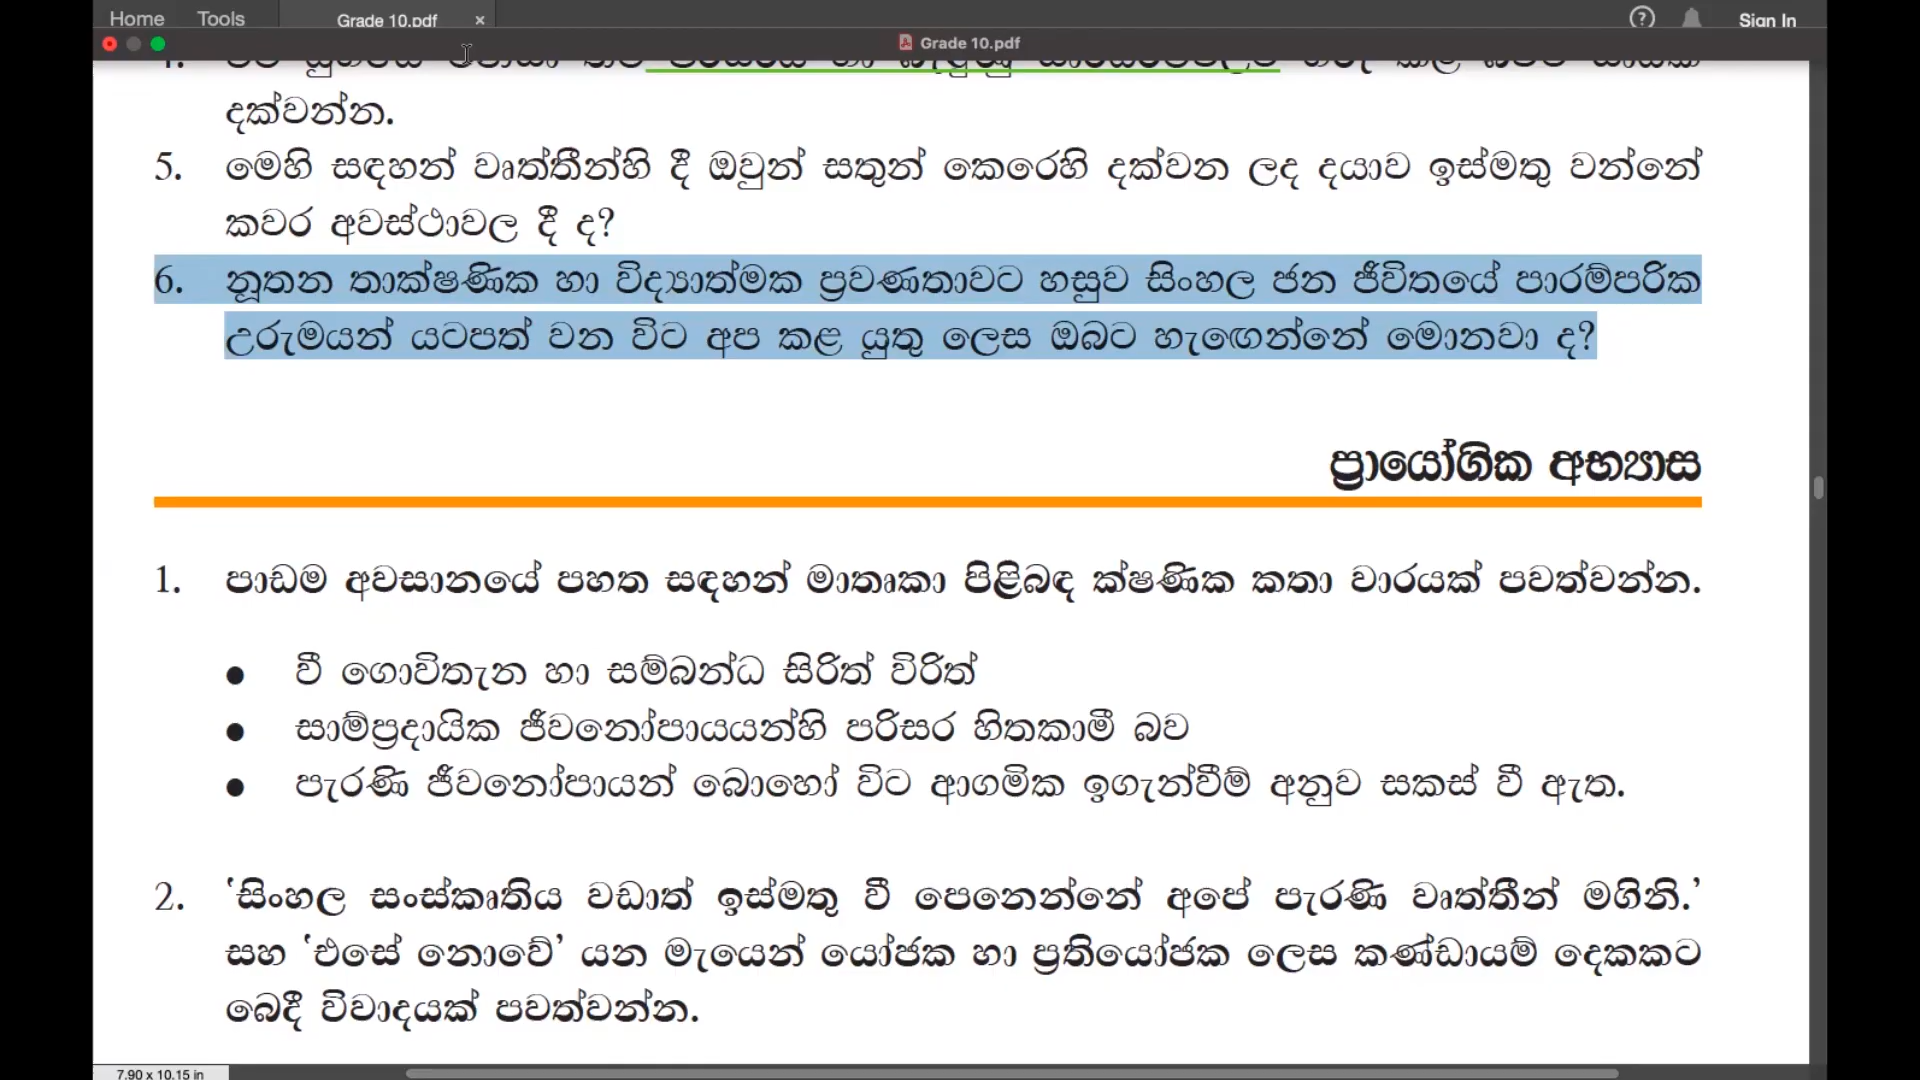 Home Tools Grade 10.pdf × Sign In
Grade 10.pdf
දක්වන්න.
5. මෙහි සඳහන් වෘත්තීන්හි දී ඔවුන් සතුන් කෙරෙහි දක්වන ලද දයාව ඉස්මතු වන්නේ
කවර අවස්ථාවල දී ද?
6. නූතන තාක්ෂණික හා විද්‍යාත්මක ප්‍රවණතාවට හසුව සිංහල ජන ජීවිතයේ පාරම්පරික
උරුමයන් යටපත් වන විට අප කළ යුතු ලෙස ඔබට හැඟෙන්නේ මොනවා ද?
ප්‍රායෝගික අභ්‍යාස
1. පාඩම අවසානයේ පහත සඳහන් මාතෘකා පිළිබඳ ක්ෂණික කතා වාරයක් පවත්වන්න.
● වී ගොවිතැන හා සම්බන්ධ සිරිත් විරිත්
● සාම්ප්‍රදායික ජීවනෝපායයන්හි පරිසර හිතකාමී බව
● පැරණි ජීවනෝපායන් බොහෝ විට ආගමික ඉගැන්වීම් අනුව සකස් වී ඇත.
2. ‘සිංහල සංස්කෘතිය වඩාත් ඉස්මතු වී පෙනෙන්නේ අපේ පැරණි වෘත්තීන් මගිනි.’
සහ ‘එසේ නොවේ’ යන මැයෙන් යෝජක හා ප්‍රතියෝජක ලෙස කණ්ඩායම් දෙකකට
බෙදී විවාදයක් පවත්වන්න.
7.90 x 10.15 in